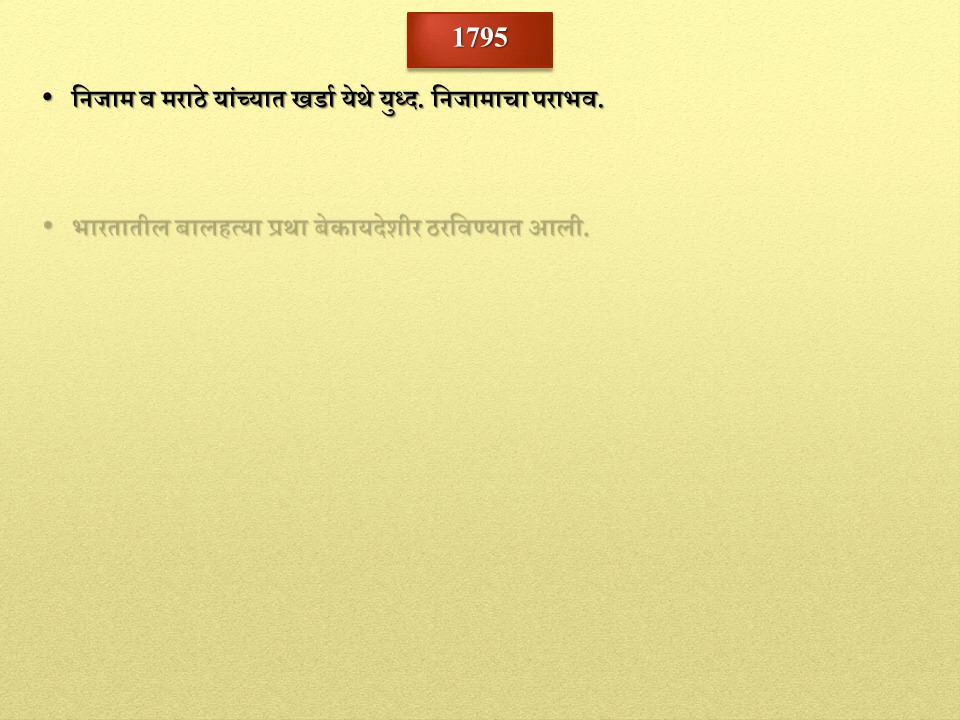 1795
• निजाम व मराठे यांच्यात खर्डा येथे युध्द. निजामाचा पराभव.
• भारतातील बालहत्या प्रथा बेकायदेशीर ठरविण्यात आली.